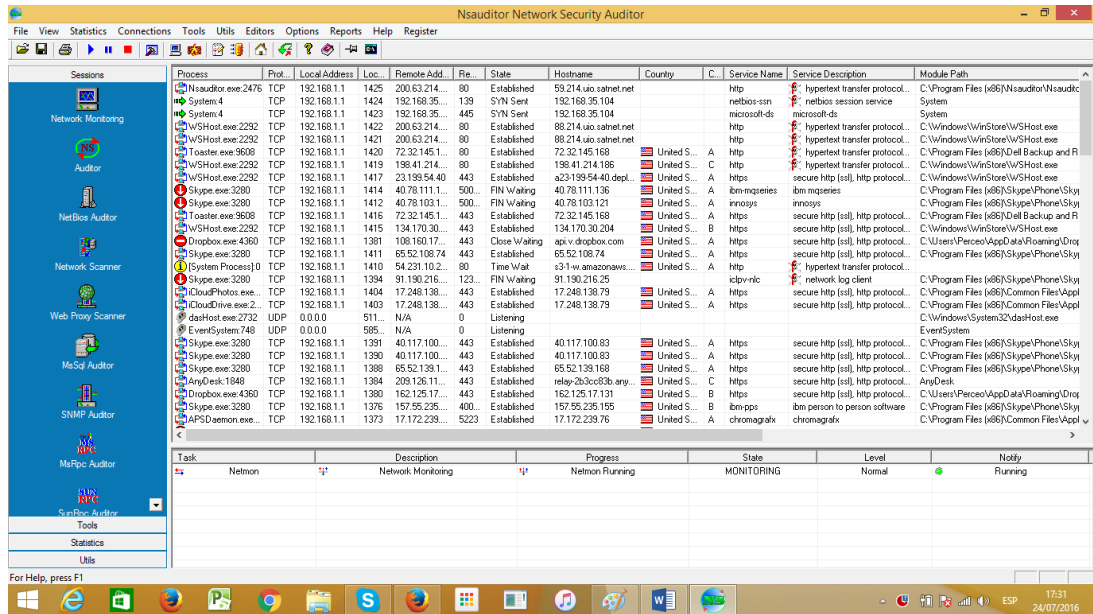 Nsauditor Network Security Auditor
File View Statistics Connections Tools Utils Editors Options Reports Help Register
Sessions
Network Monitoring
Auditor
NetBios Auditor
Network Scanner
Web Proxy Scanner
MsSql Auditor
SNMP Auditor
MsRpc Auditor
SunRpc Auditor
Tools
Statistics
Utils
Process Prot... Local Address Loc... Remote Add... Re... State Hostname Country C... Service Name Service Description Module Path
Nsauditor.exe:2476 TCP 192.168.1.1 1425 200.63.214.... 80 Established 59.214.uio.satnet.net http hypertext transfer protocol... C:\Program Files (x86)\Nsauditor\Nsaudito
System:4 TCP 192.168.1.1 1424 192.168.35.... 139 SYN Sent 192.168.35.104 netbios-ssn netbios session service System
System:4 TCP 192.168.1.1 1423 192.168.35.... 445 SYN Sent 192.168.35.104 microsoft-ds microsoft-ds System
WSHost.exe:2292 TCP 192.168.1.1 1422 200.63.214.... 80 Established 88.214.uio.satnet.net http hypertext transfer protocol... C:\Windows\WinStore\WSHost.exe
WSHost.exe:2292 TCP 192.168.1.1 1421 200.63.214.... 80 Established 88.214.uio.satnet.net http hypertext transfer protocol... C:\Windows\WinStore\WSHost.exe
Toaster.exe:9608 TCP 192.168.1.1 1420 72.32.145.1... 80 Established 72.32.145.168 United S... A http hypertext transfer protocol... C:\Program Files (x86)\Dell Backup and R
WSHost.exe:2292 TCP 192.168.1.1 1419 198.41.214.... 80 Established 198.41.214.186 United S... C http hypertext transfer protocol... C:\Windows\WinStore\WSHost.exe
WSHost.exe:2292 TCP 192.168.1.1 1417 23.199.54.40 443 Established a23-199-54-40.depl... United S... A https secure http (ssl), http protocol... C:\Windows\WinStore\WSHost.exe
Skype.exe:3280 TCP 192.168.1.1 1414 40.78.111.1... 500... FIN Waiting 40.78.111.136 United S... A ibm-mqseries ibm mqseries C:\Program Files (x86)\Skype\Phone\Skyp
Skype.exe:3280 TCP 192.168.1.1 1412 40.78.103.1... 500... FIN Waiting 40.78.103.121 United S... A innosys innosys C:\Program Files (x86)\Skype\Phone\Skyp
Toaster.exe:9608 TCP 192.168.1.1 1416 72.32.145.1... 443 Established 72.32.145.168 United S... A https secure http (ssl), http protocol... C:\Program Files (x86)\Dell Backup and R
WSHost.exe:2292 TCP 192.168.1.1 1415 134.170.30.... 443 Established 134.170.30.204 United S... B https secure http (ssl), http protocol... C:\Windows\WinStore\WSHost.exe
Dropbox.exe:4360 TCP 192.168.1.1 1381 108.160.17... 443 Close Waiting api.v.dropbox.com United S... A https secure http (ssl), http protocol... C:\Users\Perceo\AppData\Roaming\Drop
Skype.exe:3280 TCP 192.168.1.1 1411 65.52.108.74 443 Established 65.52.108.74 United S... A https secure http (ssl), http protocol... C:\Program Files (x86)\Skype\Phone\Skyp
[System Process]:0 TCP 192.168.1.1 1410 54.231.10.2... 80 Time Wait s3-1-w.amazonaws.... United S... A http hypertext transfer protocol...
Skype.exe:3280 TCP 192.168.1.1 1394 91.190.216.... 123... FIN Waiting 91.190.216.25 iclpv-nlc network log client C:\Program Files (x86)\Skype\Phone\Skyp
iCloudPhotos.exe... TCP 192.168.1.1 1404 17.248.138.... 443 Established 17.248.138.79 United S... A https secure http (ssl), http protocol... C:\Program Files (x86)\Common Files\Appl
iCloudDrive.exe:2... TCP 192.168.1.1 1403 17.248.138.... 443 Established 17.248.138.79 United S... A https secure http (ssl), http protocol... C:\Program Files (x86)\Common Files\Appl
dasHost.exe:2732 UDP 0.0.0.0 511... N/A 0 Listening C:\Windows\System32\dasHost.exe
EventSystem:748 UDP 0.0.0.0 585... N/A 0 Listening EventSystem
Skype.exe:3280 TCP 192.168.1.1 1391 40.117.100.... 443 Established 40.117.100.83 United S... A https secure http (ssl), http protocol... C:\Program Files (x86)\Skype\Phone\Skyp
Skype.exe:3280 TCP 192.168.1.1 1390 40.117.100.... 443 Established 40.117.100.83 United S... A https secure http (ssl), http protocol... C:\Program Files (x86)\Skype\Phone\Skyp
Skype.exe:3280 TCP 192.168.1.1 1388 65.52.139.1... 443 Established 65.52.139.168 United S... A https secure http (ssl), http protocol... C:\Program Files (x86)\Skype\Phone\Skyp
AnyDesk:1848 TCP 192.168.1.1 1384 209.126.11... 443 Established relay-2b3cc83b.any... United S... C https secure http (ssl), http protocol... AnyDesk
Dropbox.exe:4360 TCP 192.168.1.1 1380 162.125.17.... 443 Established 162.125.17.131 United S... B https secure http (ssl), http protocol... C:\Users\Perceo\AppData\Roaming\Drop
Skype.exe:3280 TCP 192.168.1.1 1376 157.55.235.... 400... Established 157.55.235.155 United S... B ibm-pps ibm person to person software C:\Program Files (x86)\Skype\Phone\Skyp
APSDaemon.exe... TCP 192.168.1.1 1373 17.172.239.... 5223 Established 17.172.239.76 United S... A chromagrafx chromagrafx C:\Program Files (x86)\Common Files\Appl
Task Description Progress State Level Notify
Netmon Network Monitoring Netmon Running MONITORING Normal Running
For Help, press F1
ESP
17:31
24/07/2016